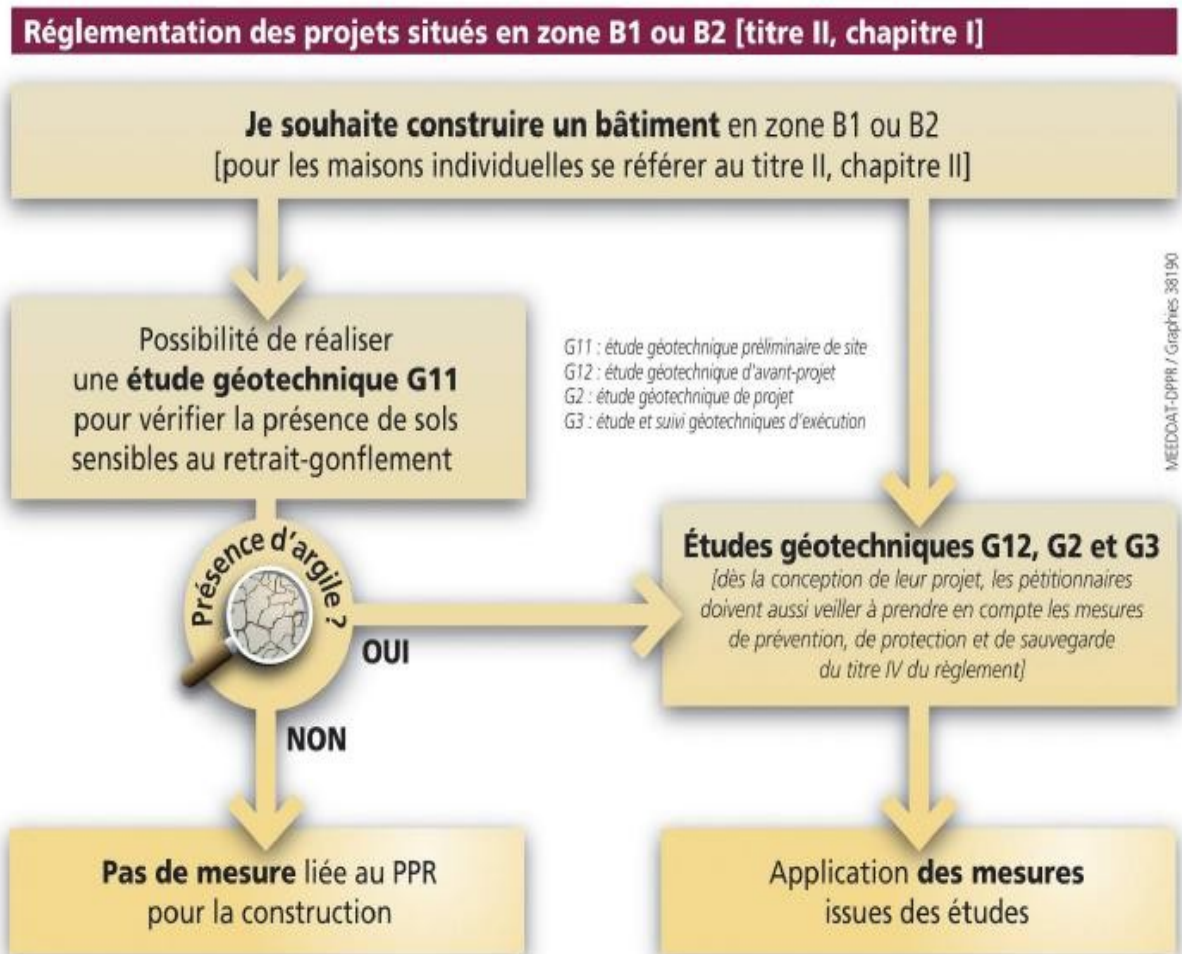 Réglementation des projets situés en zone B1 ou B2 [titre II, chapitre I]
Je souhaite construire un bâtiment en zone B1 ou B2
[pour les maisons individuelles se référer au titre II, chapitre II]
Possibilité de réaliser
une étude géotechnique G11
pour vérifier la présence de sols
sensibles au retrait-gonflement
G11 : étude géotechnique préliminaire de site
G12 : étude géotechnique d'avant-projet
G2 : étude géotechnique de projet
G3 : étude et suivi géotechniques d'exécution
MEEDDAT-DPPR / Graphies 38190
Présence d'argile ?
OUI
NON
Études géotechniques G12, G2 et G3
[dès la conception de leur projet, les pétitionnaires
doivent aussi veiller à prendre en compte les mesures
de prévention, de protection et de sauvegarde
du titre IV du règlement]
Pas de mesure liée au PPR
pour la construction
Application des mesures
issues des études